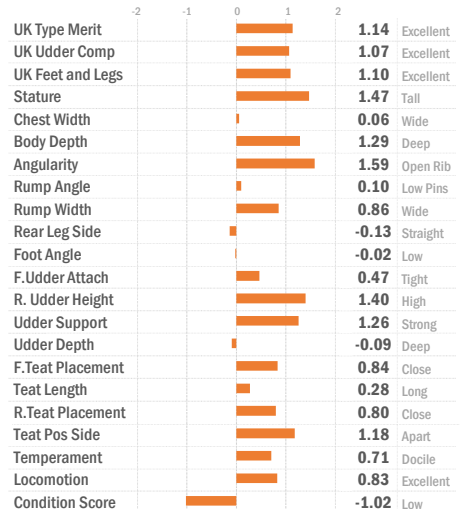 -2 -1 0 1 2
UK Type Merit 1.14 Excellent
UK Udder Comp 1.07 Excellent
UK Feet and Legs 1.10 Excellent
Stature 1.47 Tall
Chest Width 0.06 Wide
Body Depth 1.29 Deep
Angularity 1.59 Open Rib
Rump Angle 0.10 Low Pins
Rump Width 0.86 Wide
Rear Leg Side -0.13 Straight
Foot Angle -0.02 Low
F.Udder Attach 0.47 Tight
R. Udder Height 1.40 High
Udder Support 1.26 Strong
Udder Depth -0.09 Deep
F.Teat Placement 0.84 Close
Teat Length 0.28 Long
R.Teat Placement 0.80 Close
Teat Pos Side 1.18 Apart
Temperament 0.71 Docile
Locomotion 0.83 Excellent
Condition Score -1.02 Low